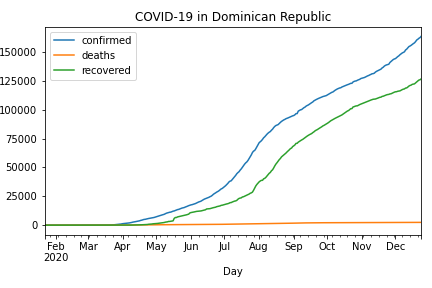 COVID-19 in Dominican Republic
confirmed
deaths
recovered
150000
125000
100000
75000
50000
25000
0
Feb Mar Apr May Jun Jul Aug Sep Oct Nov Dec
2020
Day